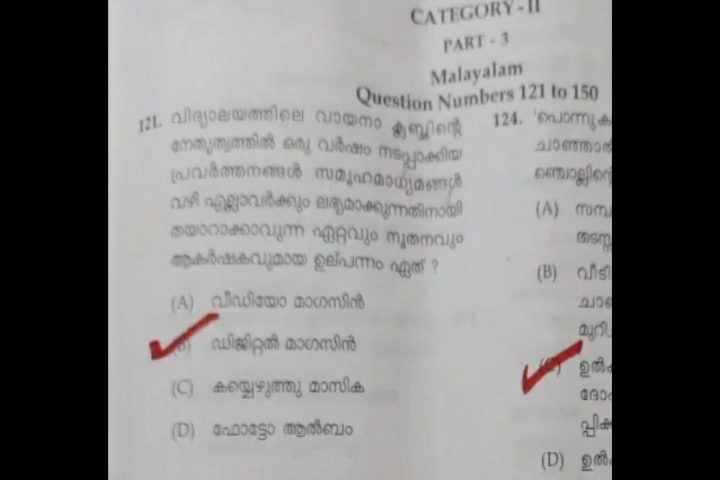 CATEGORY - II
PART - 3
Malayalam
Question Numbers 121 to 150
121. വിദ്യാലയത്തിലെ വായനാ ക്ലബ്ബിന്റെ
നേതൃത്വത്തിൽ ഒരു വർഷം നടപ്പാക്കിയ
പ്രവർത്തനങ്ങൾ സമൂഹമാധ്യമങ്ങൾ
വഴി എല്ലാവർക്കും ലഭ്യമാക്കുന്നതിനായി
തയാറാക്കാവുന്ന ഏറ്റവും നൂതനവും
ആകർഷകവുമായ ഉല്പന്നം ഏത് ?
(A) വീഡിയോ മാഗസിൻ
(B) ഡിജിറ്റൽ മാഗസിൻ
(C) കയ്യെഴുത്തു മാസിക
(D) ഫോട്ടോ ആൽബം
124.
(A)
(B)
(C)
(D)